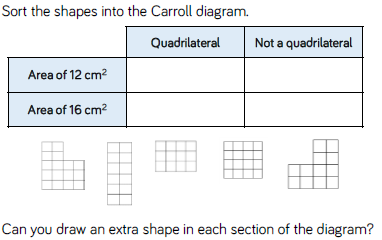 Sort the shapes into the Carroll diagram.
Quadrilateral Not a quadrilateral
Area of 12 cm²
Area of 16 cm²
Can you draw an extra shape in each section of the diagram?